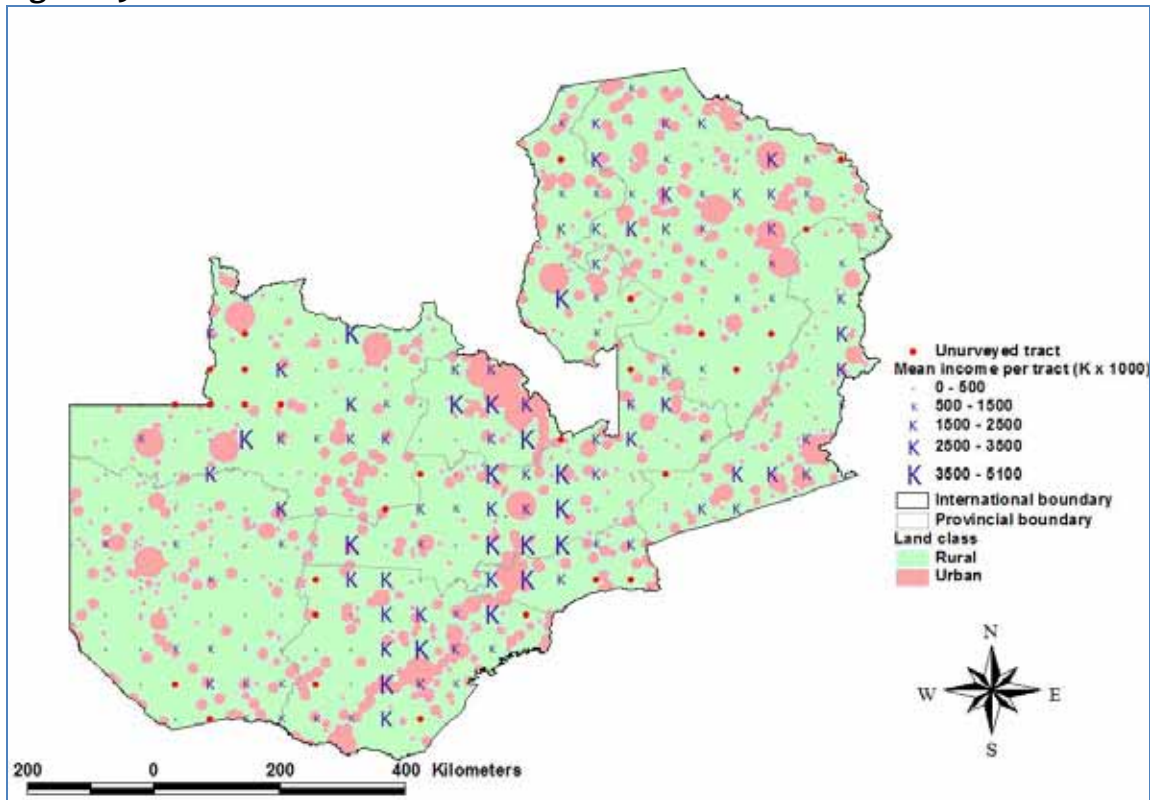 Unurveyed tract
Mean income per tract (K x 1000)
0 - 500
K 500 - 1500
K 1500 - 2500
K 2500 - 3500
K 3500 - 5100
International boundary
Provincial boundary
Land class
Rural
Urban
N
W E
S
200 0 200 400 Kilometers